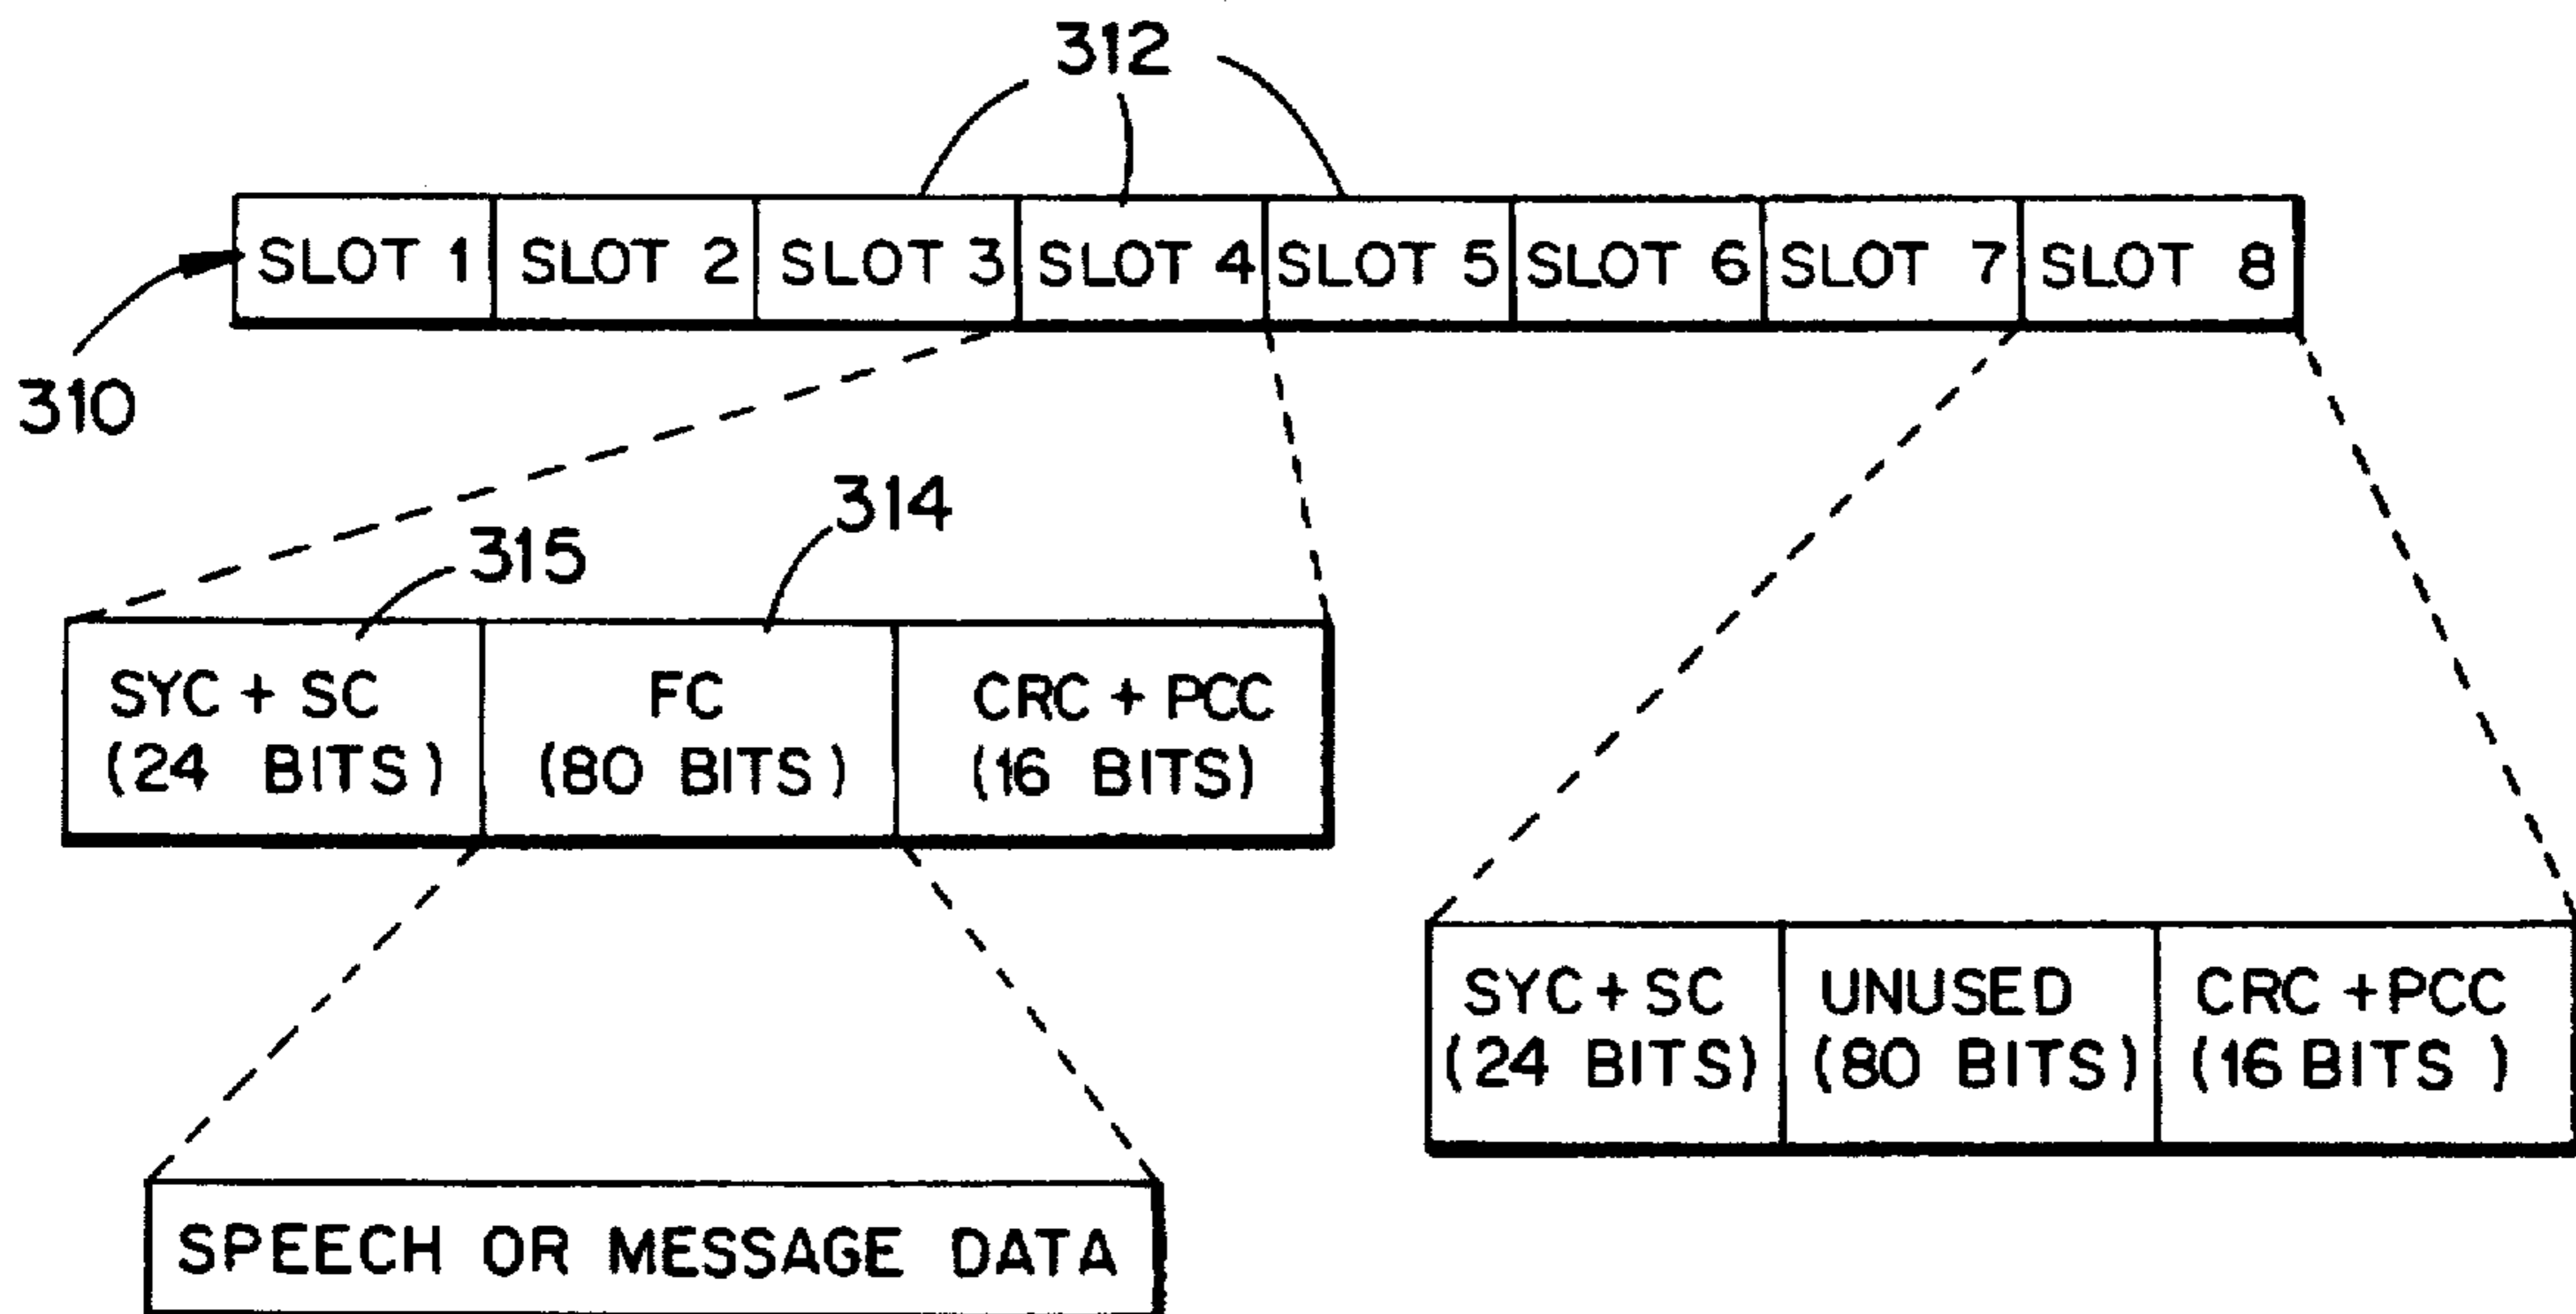 312
SLOT 1 SLOT 2 SLOT 3 SLOT 4 SLOT 5 SLOT 6 SLOT 7 SLOT 8
310
314
315
SYC + SC
(24 BITS)
FC
(80 BITS)
CRC + PCC
(16 BITS)
SYC + SC
(24 BITS)
UNUSED
(80 BITS)
CRC + PCC
(16 BITS )
SPEECH OR MESSAGE DATA